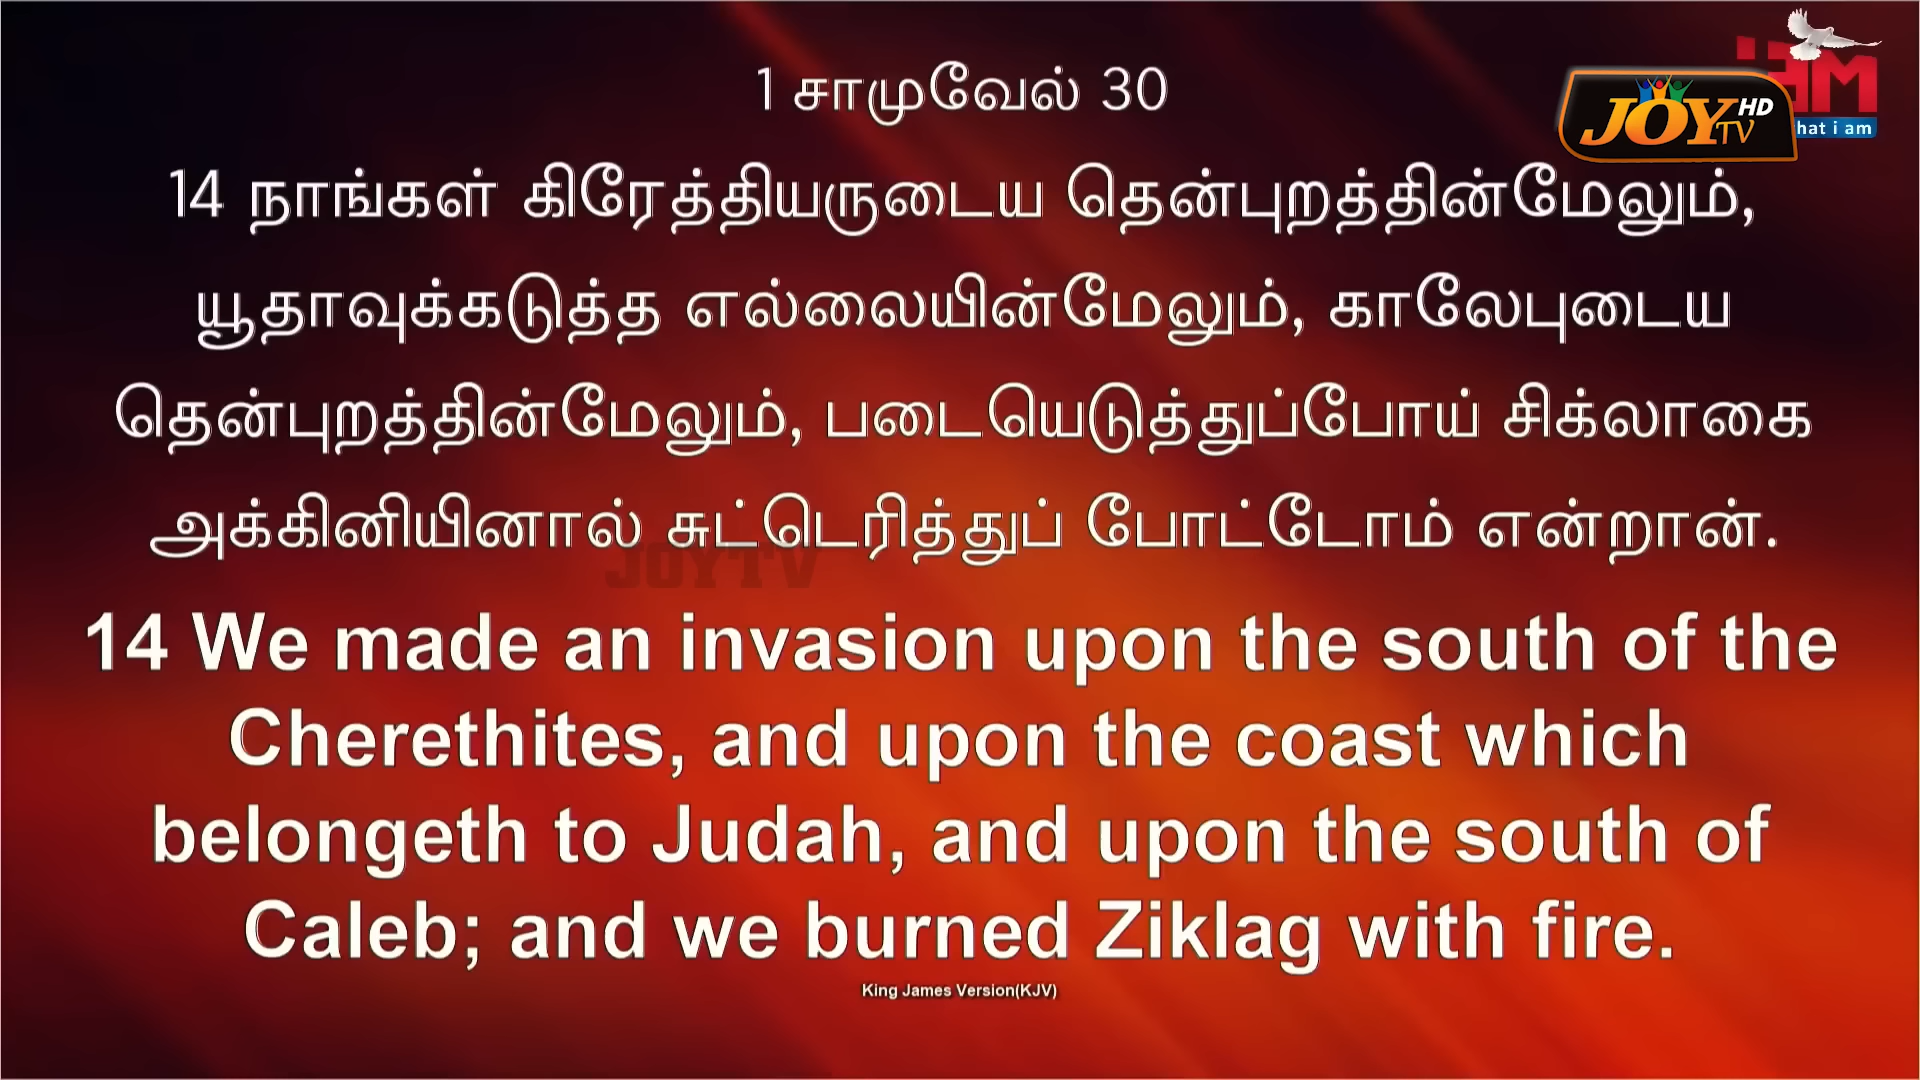 1 சாமுவேல் 30
JOY TV HD
hat i am
14 நாங்கள் கிரேத்தியருடைய தென்புறத்தின்மேலும்,
யூதாவுக்கடுத்த எல்லையின்மேலும், காலேபுடைய
தென்புறத்தின்மேலும், படையெடுத்துப்போய் சிக்லாகை
அக்கினியினால் சுட்டெரித்துப் போட்டோம் என்றான்.
JOYTV
14 We made an invasion upon the south of the
Cherethites, and upon the coast which
belongeth to Judah, and upon the south of
Caleb; and we burned Ziklag with fire.
King James Version(KJV)